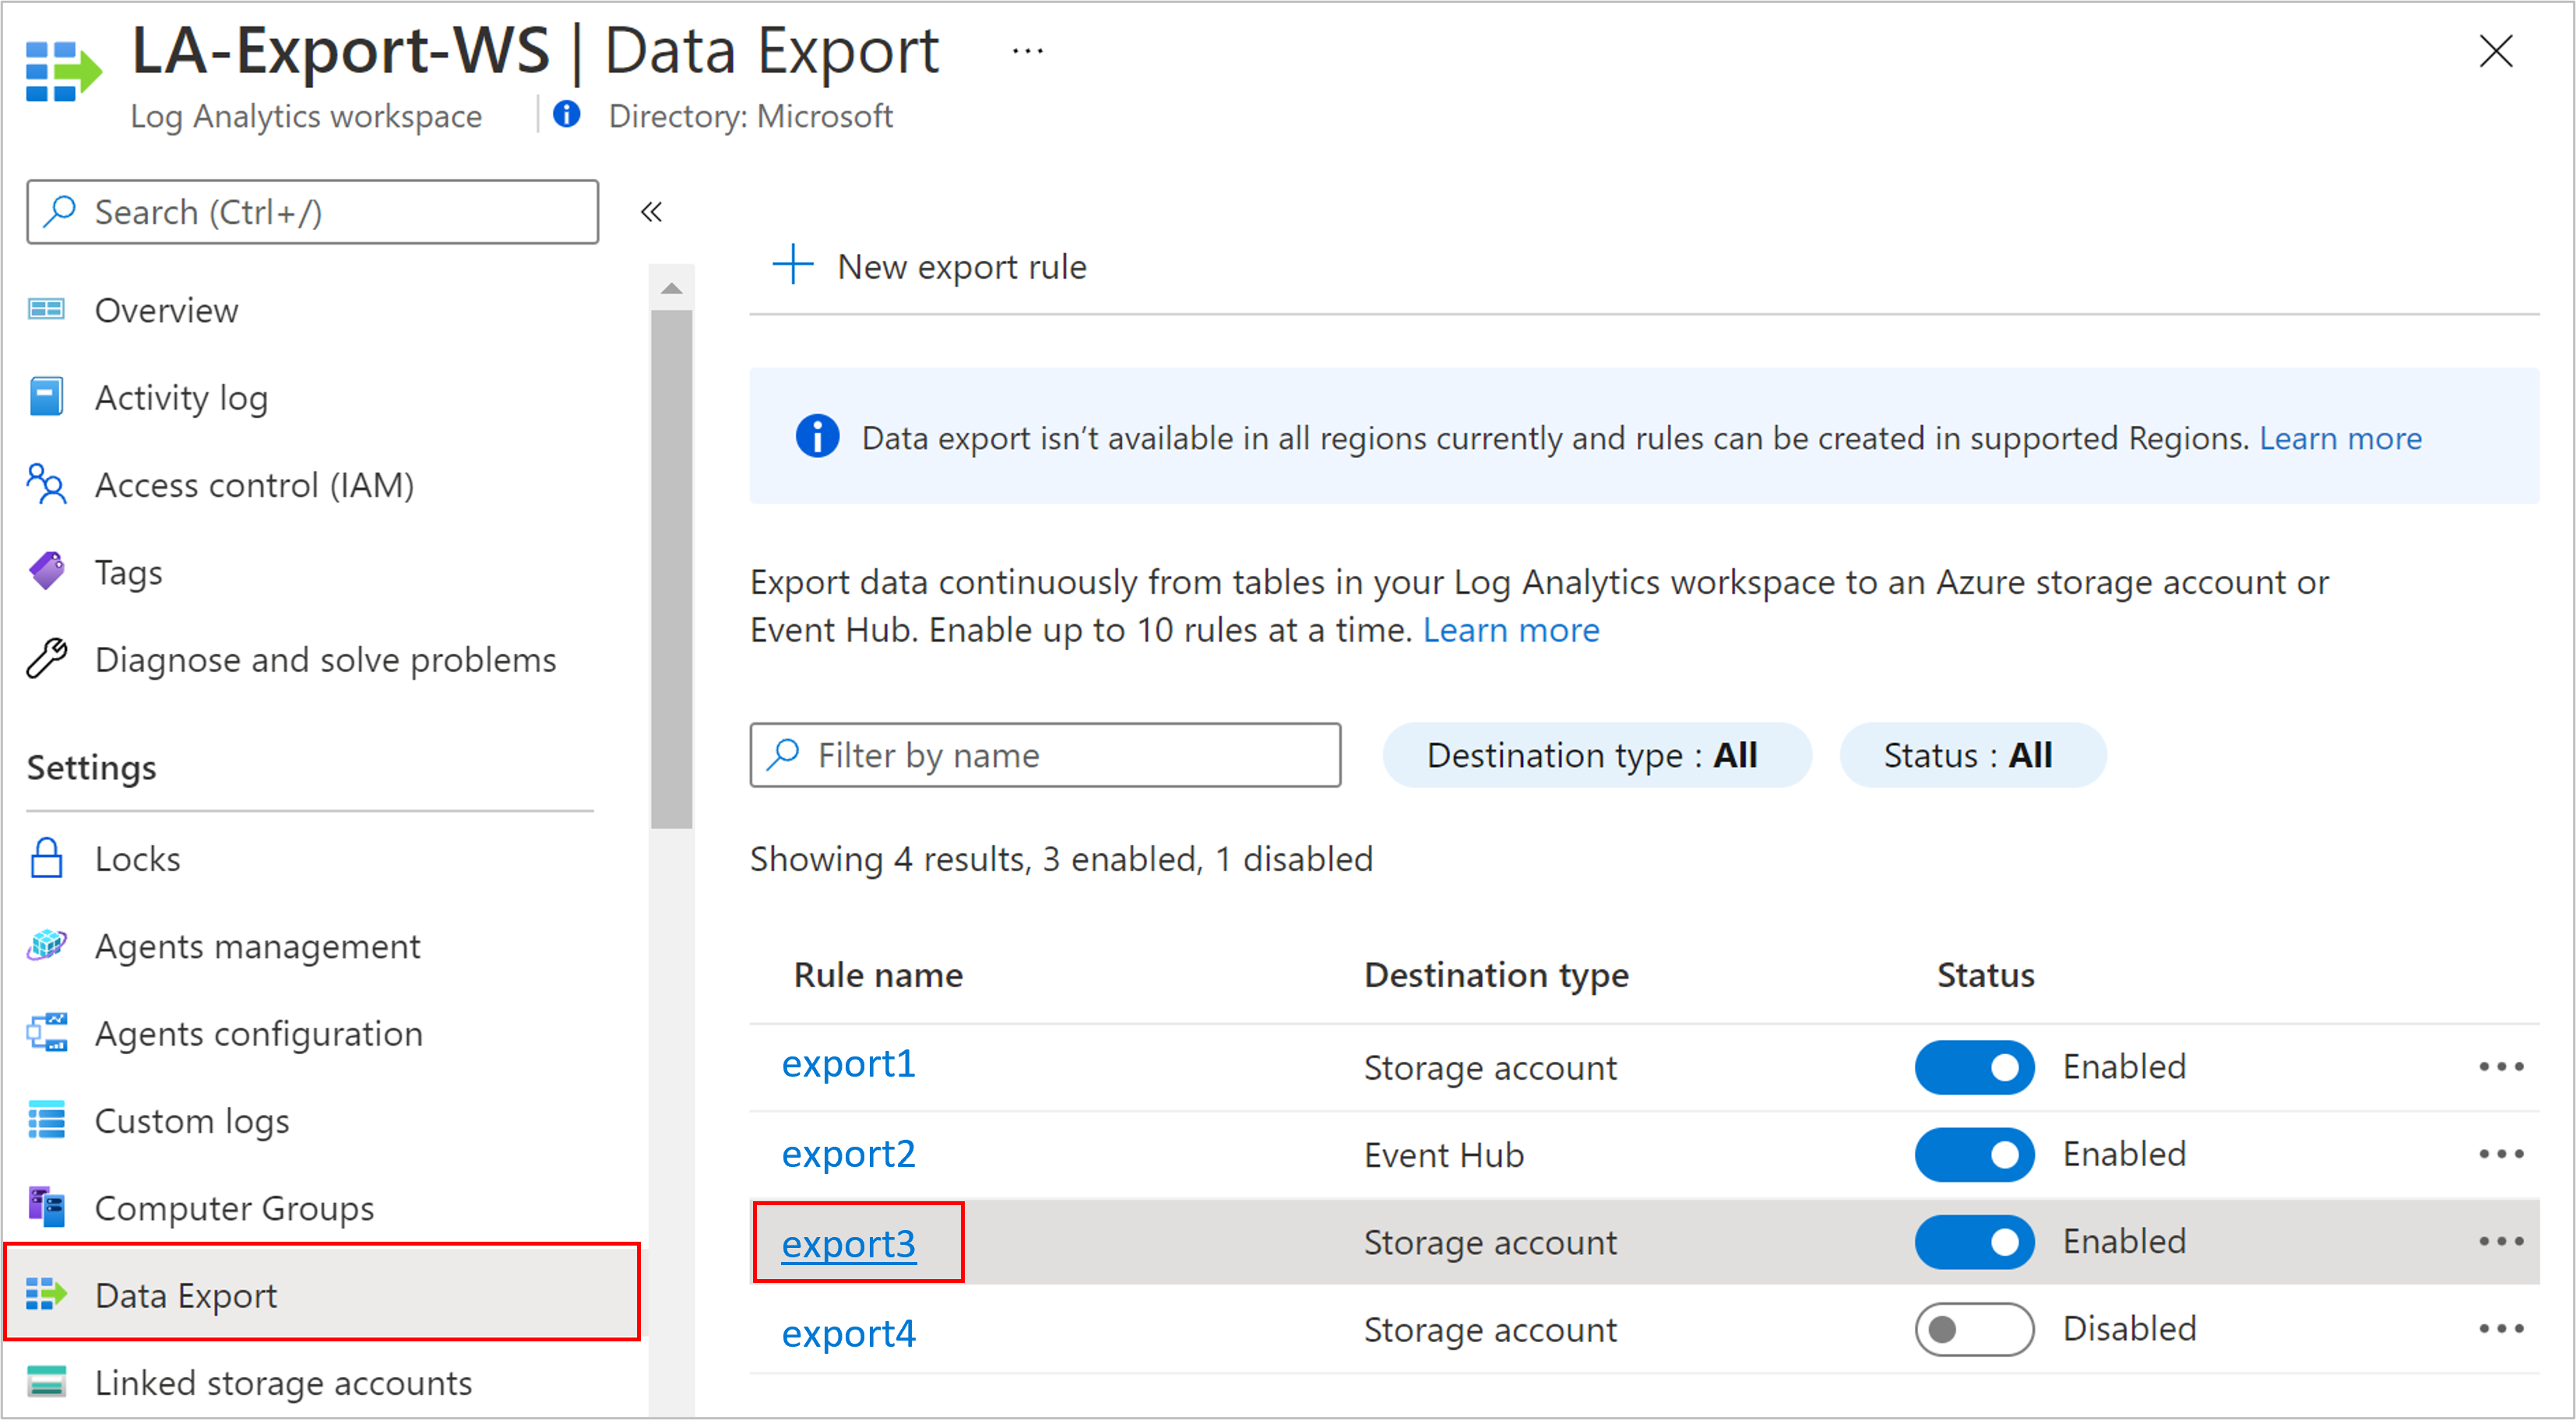 LA-Export-WS | Data Export ...
Log Analytics workspace
Directory: Microsoft
Search (Ctrl+/)
Overview
Activity log
Access control (IAM)
Tags
Diagnose and solve problems
Settings
Locks
Agents management
Agents configuration
Custom logs
Computer Groups
Data Export
Linked storage accounts
New export rule
Data export isn’t available in all regions currently and rules can be created in supported Regions. Learn more
Export data continuously from tables in your Log Analytics workspace to an Azure storage account or
Event Hub. Enable up to 10 rules at a time. Learn more
Filter by name
Destination type : All
Status : All
Showing 4 results, 3 enabled, 1 disabled
Rule name Destination type Status
export1 Storage account Enabled
export2 Event Hub Enabled
export3 Storage account Enabled
export4 Storage account Disabled